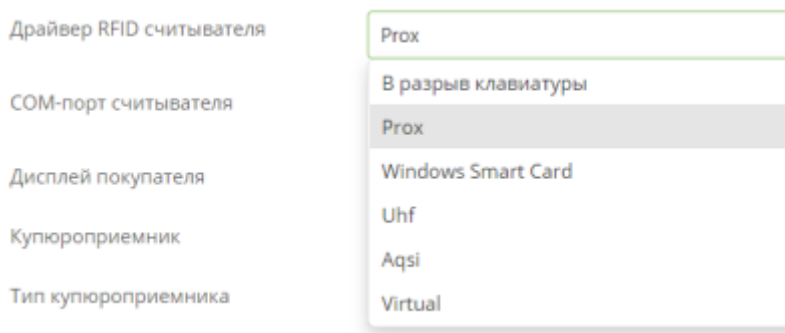 Драйвер RFID считывателя
Prox
В разрыв клавиатуры
COM-порт считывателя
Prox
Windows Smart Card
Дисплей покупателя
Uhf
Купюроприемник
Aqsi
Тип купюроприемника
Virtual